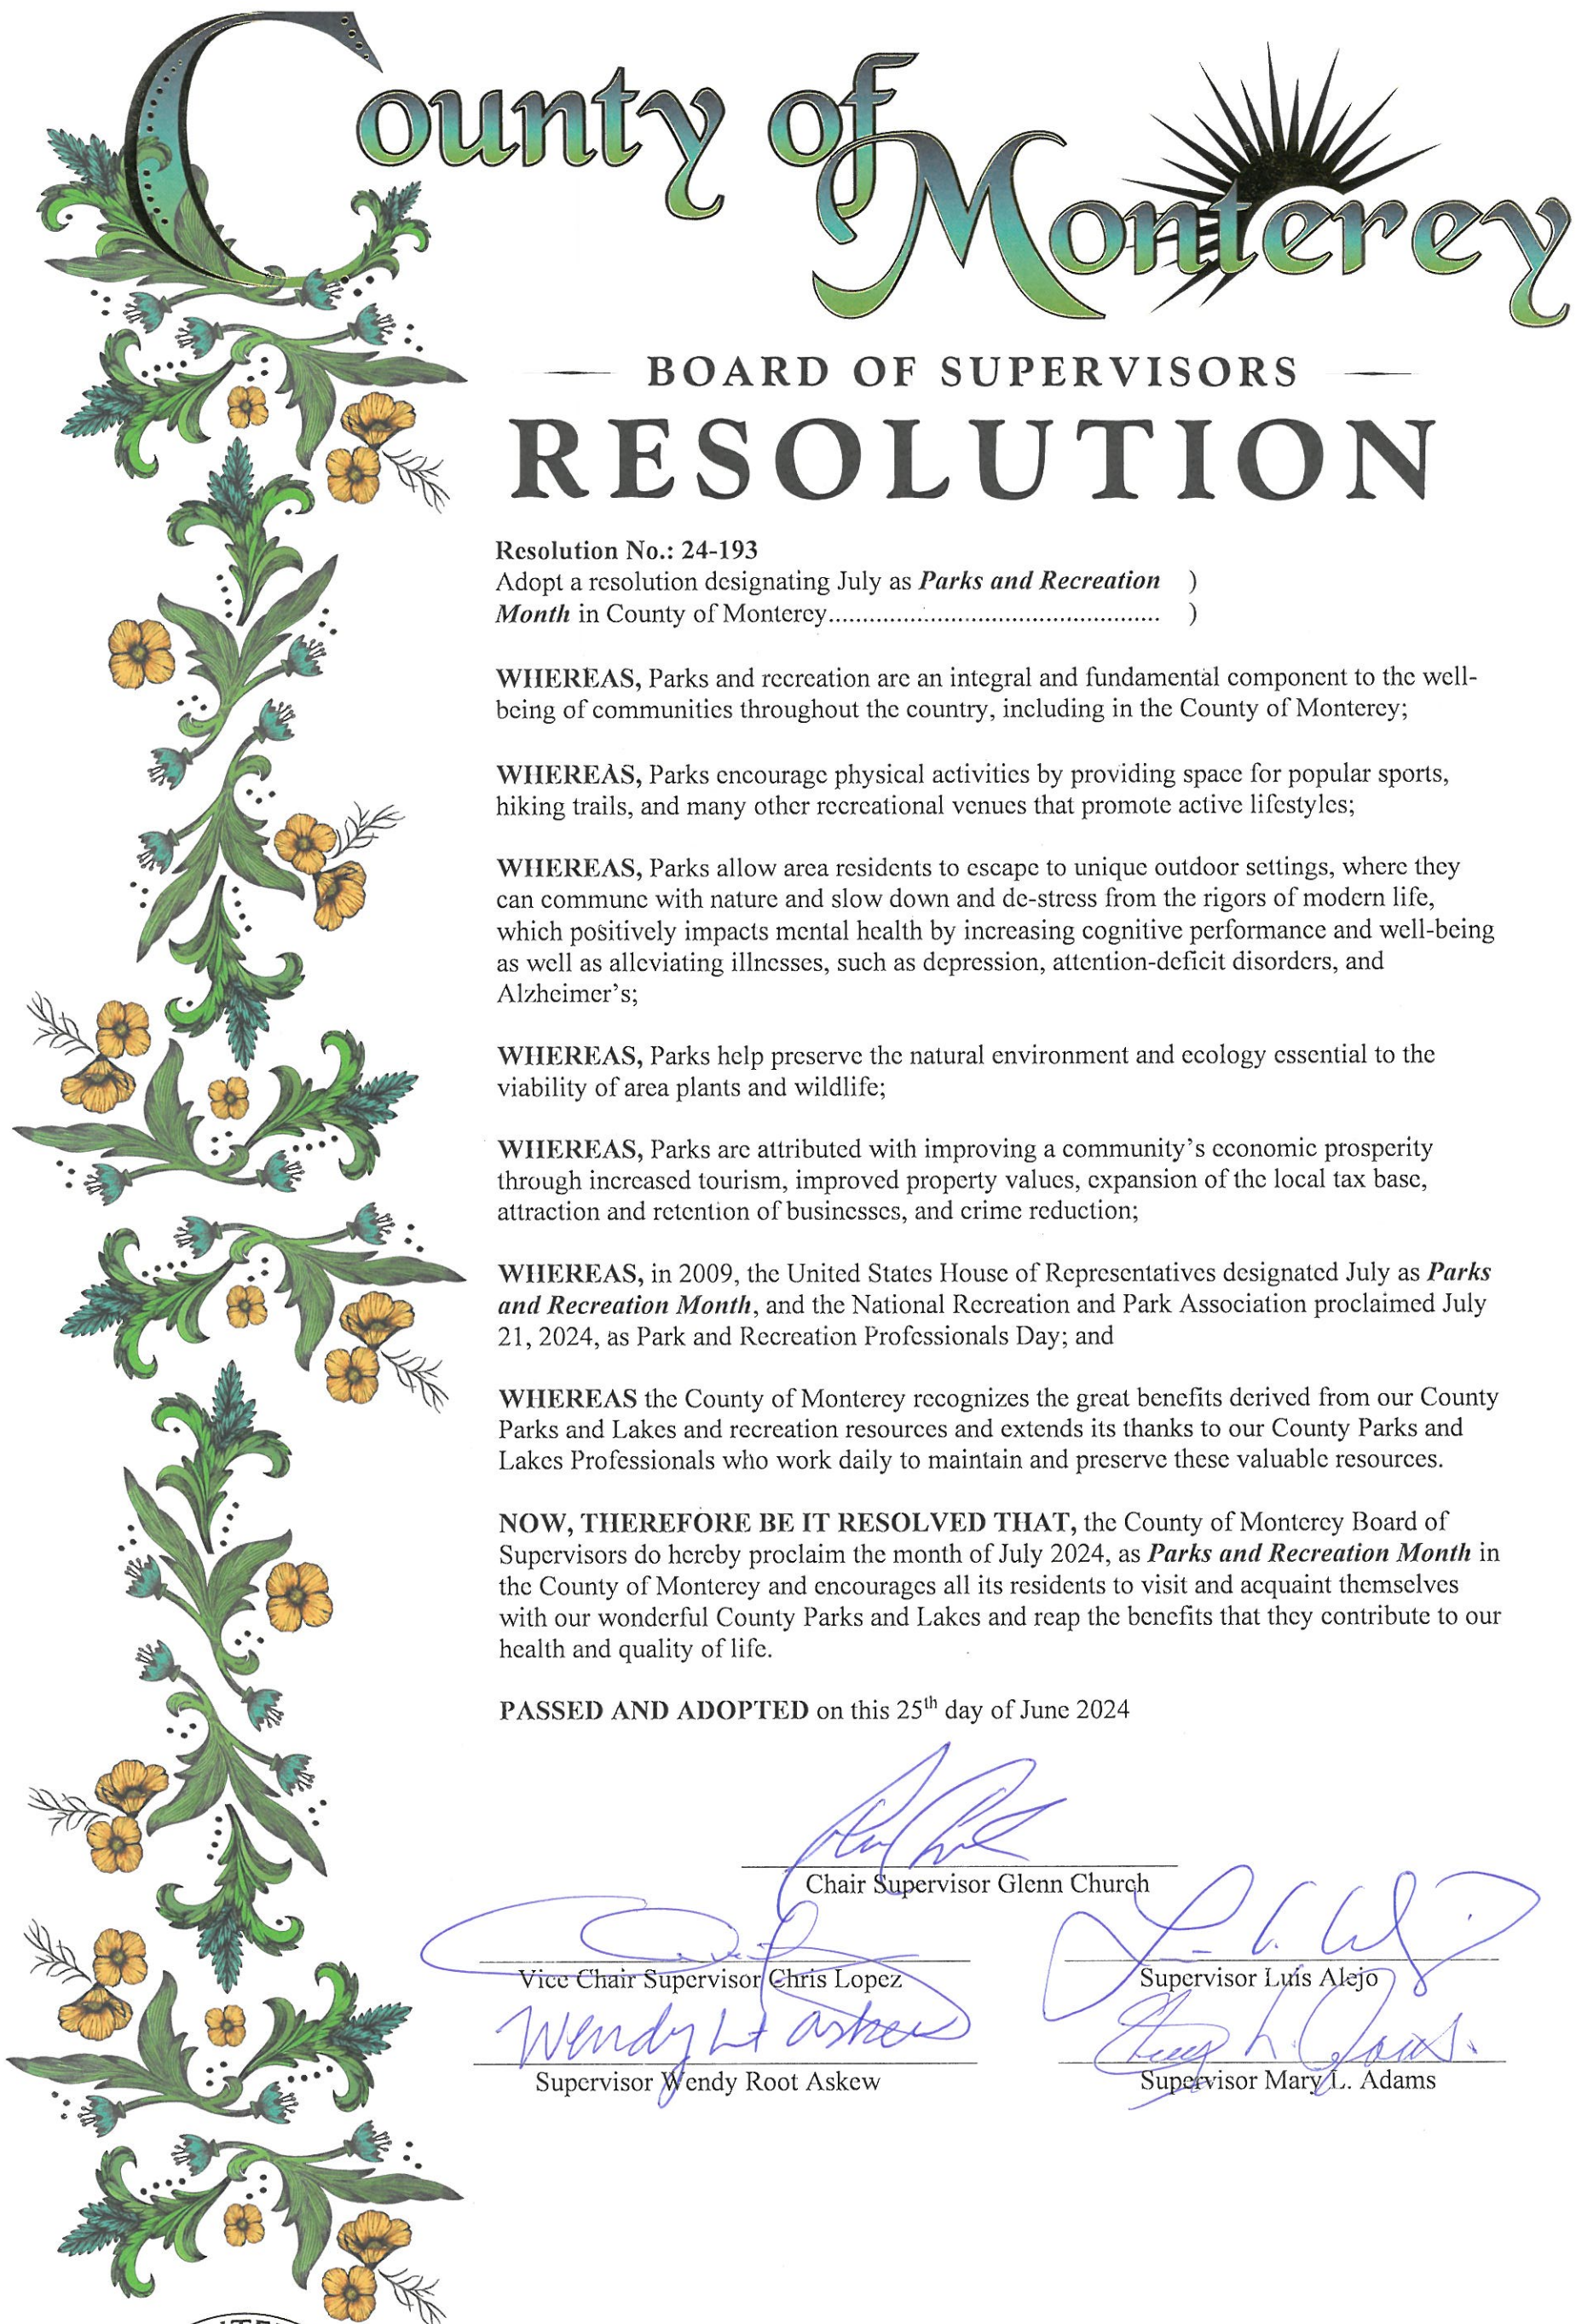 County of Monterey
BOARD OF SUPERVISORS
RESOLUTION
Resolution No.: 24-193
Adopt a resolution designating July as Parks and Recreation )
Month in County of Monterey................................................. )
WHEREAS, Parks and recreation are an integral and fundamental component to the well-
being of communities throughout the country, including in the County of Monterey;
WHEREAS, Parks encourage physical activities by providing space for popular sports,
hiking trails, and many other recreational venues that promote active lifestyles;
WHEREAS, Parks allow area residents to escape to unique outdoor settings, where they
can commune with nature and slow down and de-stress from the rigors of modern life,
which positively impacts mental health by increasing cognitive performance and well-being
as well as alleviating illnesses, such as depression, attention-deficit disorders, and
Alzheimer's;
WHEREAS, Parks help preserve the natural environment and ecology essential to the
viability of area plants and wildlife;
WHEREAS, Parks are attributed with improving a community's economic prosperity
through increased tourism, improved property values, expansion of the local tax base,
attraction and retention of businesses, and crime reduction;
WHEREAS, in 2009, the United States House of Representatives designated July as Parks
and Recreation Month, and the National Recreation and Park Association proclaimed July
21, 2024, as Park and Recreation Professionals Day; and
WHEREAS the County of Monterey recognizes the great benefits derived from our County
Parks and Lakes and recreation resources and extends its thanks to our County Parks and
Lakes Professionals who work daily to maintain and preserve these valuable resources.
NOW, THEREFORE BE IT RESOLVED THAT, the County of Monterey Board of
Supervisors do hereby proclaim the month of July 2024, as Parks and Recreation Month in
the County of Monterey and encourages all its residents to visit and acquaint themselves
with our wonderful County Parks and Lakes and reap the benefits that they contribute to our
health and quality of life.
PASSED AND ADOPTED on this 25th day of June 2024
Chair Supervisor Glenn Church
Vice Chair Supervisor Chris Lopez
Supervisor Luis Alejo
Wendy Rt Askew
Supervisor Wendy Root Askew
Supervisor Mary L. Adams